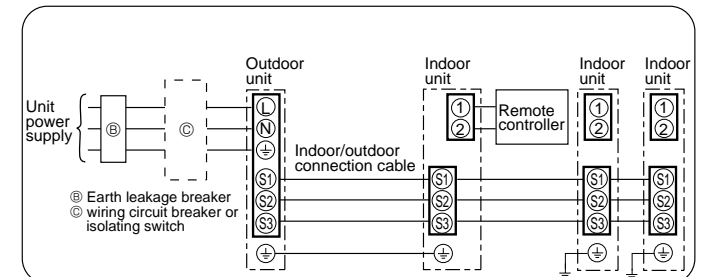 Outdoor
unit
Indoor
unit
Indoor
unit
Indoor
unit
Unit
power
supply
Ⓑ
Ⓒ
L
N
⏚
S1
S2
S3
⏚
Indoor/outdoor
connection cable
1
2
Remote
controller
S1
S2
S3
⏚
1
2
S1
S2
S3
⏚
1
2
S1
S2
S3
⏚
Ⓑ Earth leakage breaker
Ⓒ wiring circuit breaker or
isolating switch